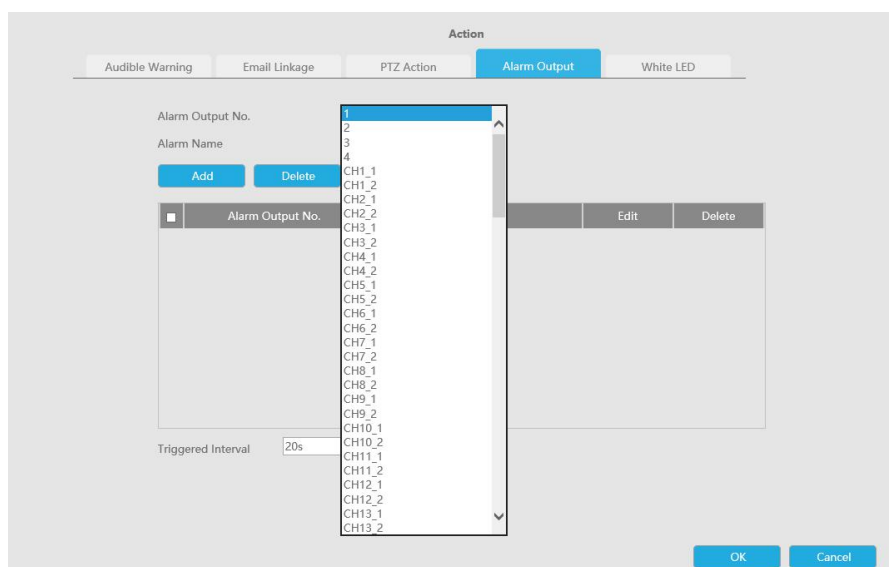 Action
Audible Warning Email Linkage PTZ Action Alarm Output White LED
Alarm Output No.
Alarm Name
Add Delete
Alarm Output No. Edit Delete
Triggered Interval 20s
1
2
3
4
CH1_1
CH1_2
CH2_1
CH2_2
CH3_1
CH3_2
CH4_1
CH4_2
CH5_1
CH5_2
CH6_1
CH6_2
CH7_1
CH7_2
CH8_1
CH8_2
CH9_1
CH9_2
CH10_1
CH10_2
CH11_1
CH11_2
CH12_1
CH12_2
CH13_1
CH13_2
OK Cancel